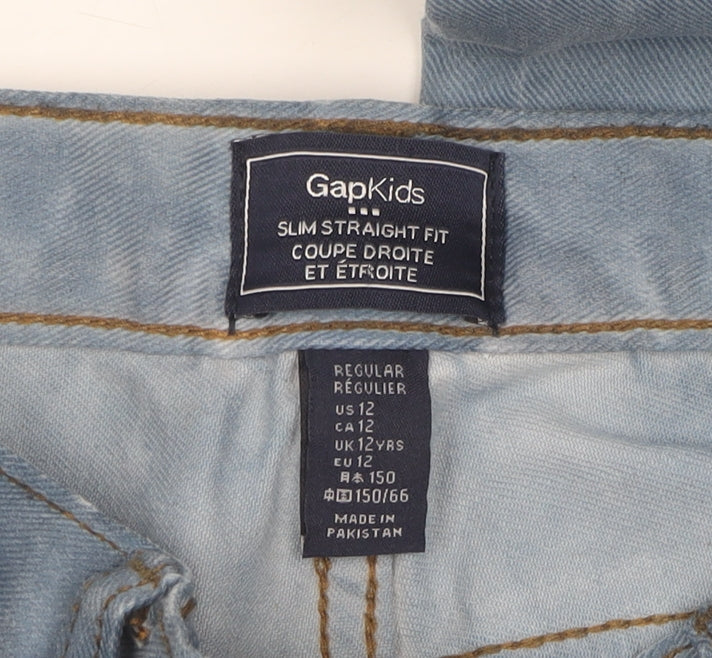 GapKids
SLIM STRAIGHT FIT
COUPE DROITE
ET ÉTROITE
REGULAR
RÉGULIER
US 12
CA 12
UK 12YRS
EU 12
日本 150
中国 150/66
MADE IN
PAKISTAN